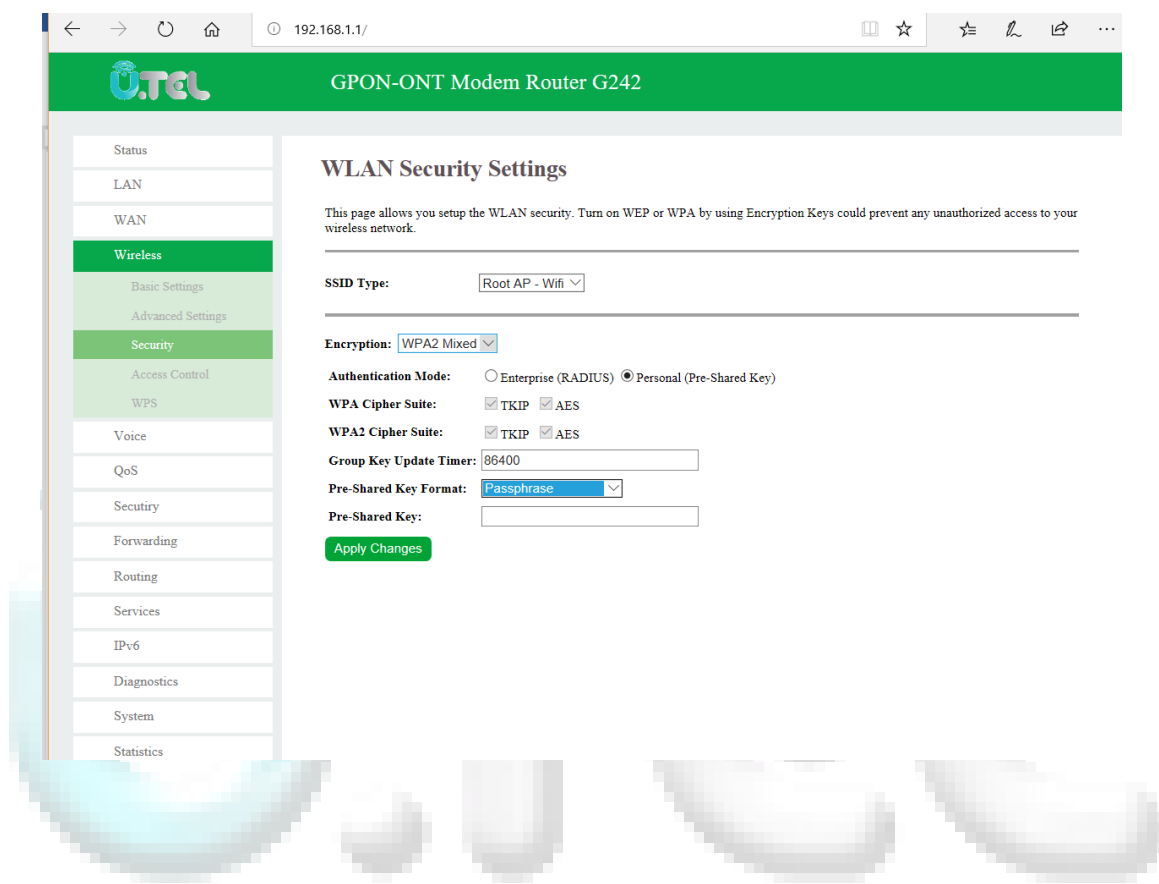 192.168.1.1/
U.TEL
GPON-ONT Modem Router G242
Status
LAN
WAN
Wireless
Basic Settings
Advanced Settings
Security
Access Control
WPS
Voice
QoS
Secutiry
Forwarding
Routing
Services
IPv6
Diagnostics
System
Statistics
WLAN Security Settings
This page allows you setup the WLAN security. Turn on WEP or WPA by using Encryption Keys could prevent any unauthorized access to your
wireless network.
SSID Type: Root AP - Wifi
Encryption: WPA2 Mixed
Authentication Mode: Enterprise (RADIUS) Personal (Pre-Shared Key)
WPA Cipher Suite: TKIP AES
WPA2 Cipher Suite: TKIP AES
Group Key Update Timer: 86400
Pre-Shared Key Format: Passphrase
Pre-Shared Key:
Apply Changes